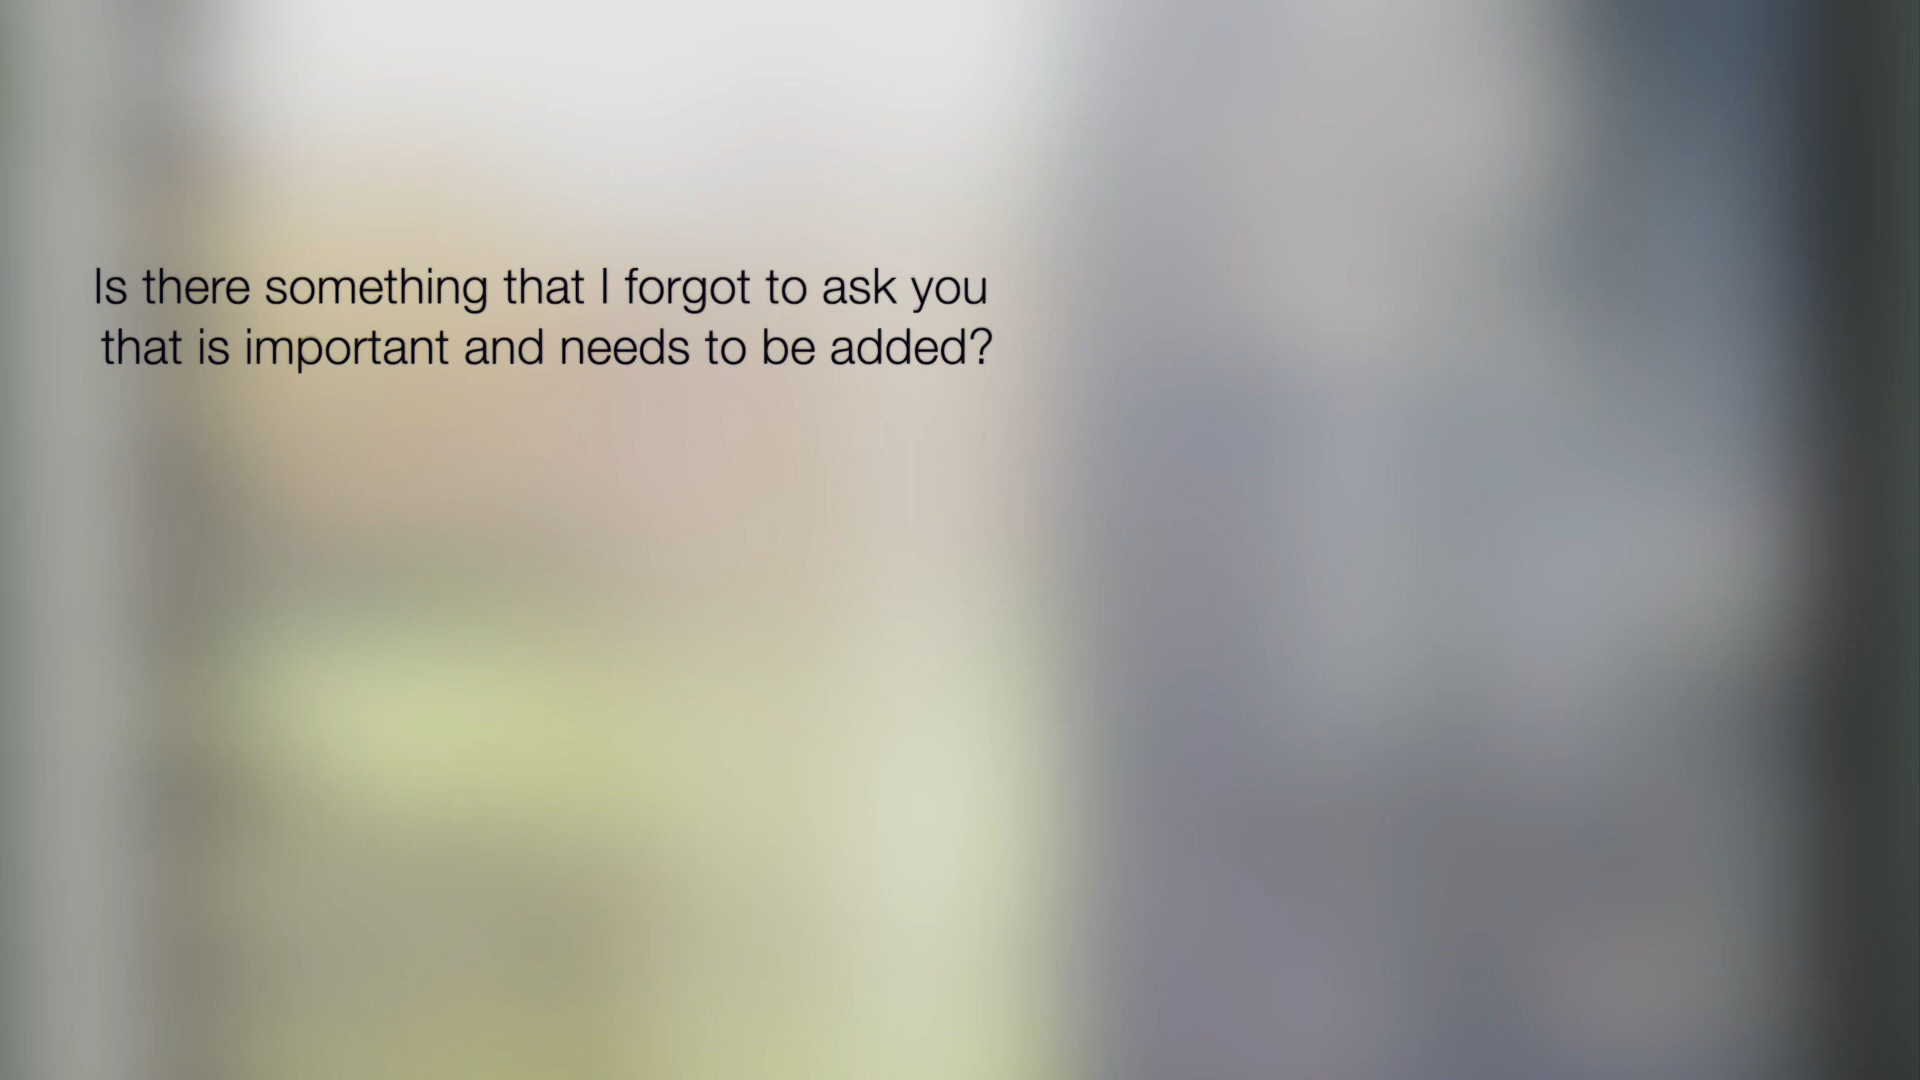 Is there something that I forgot to ask you
that is important and needs to be added?